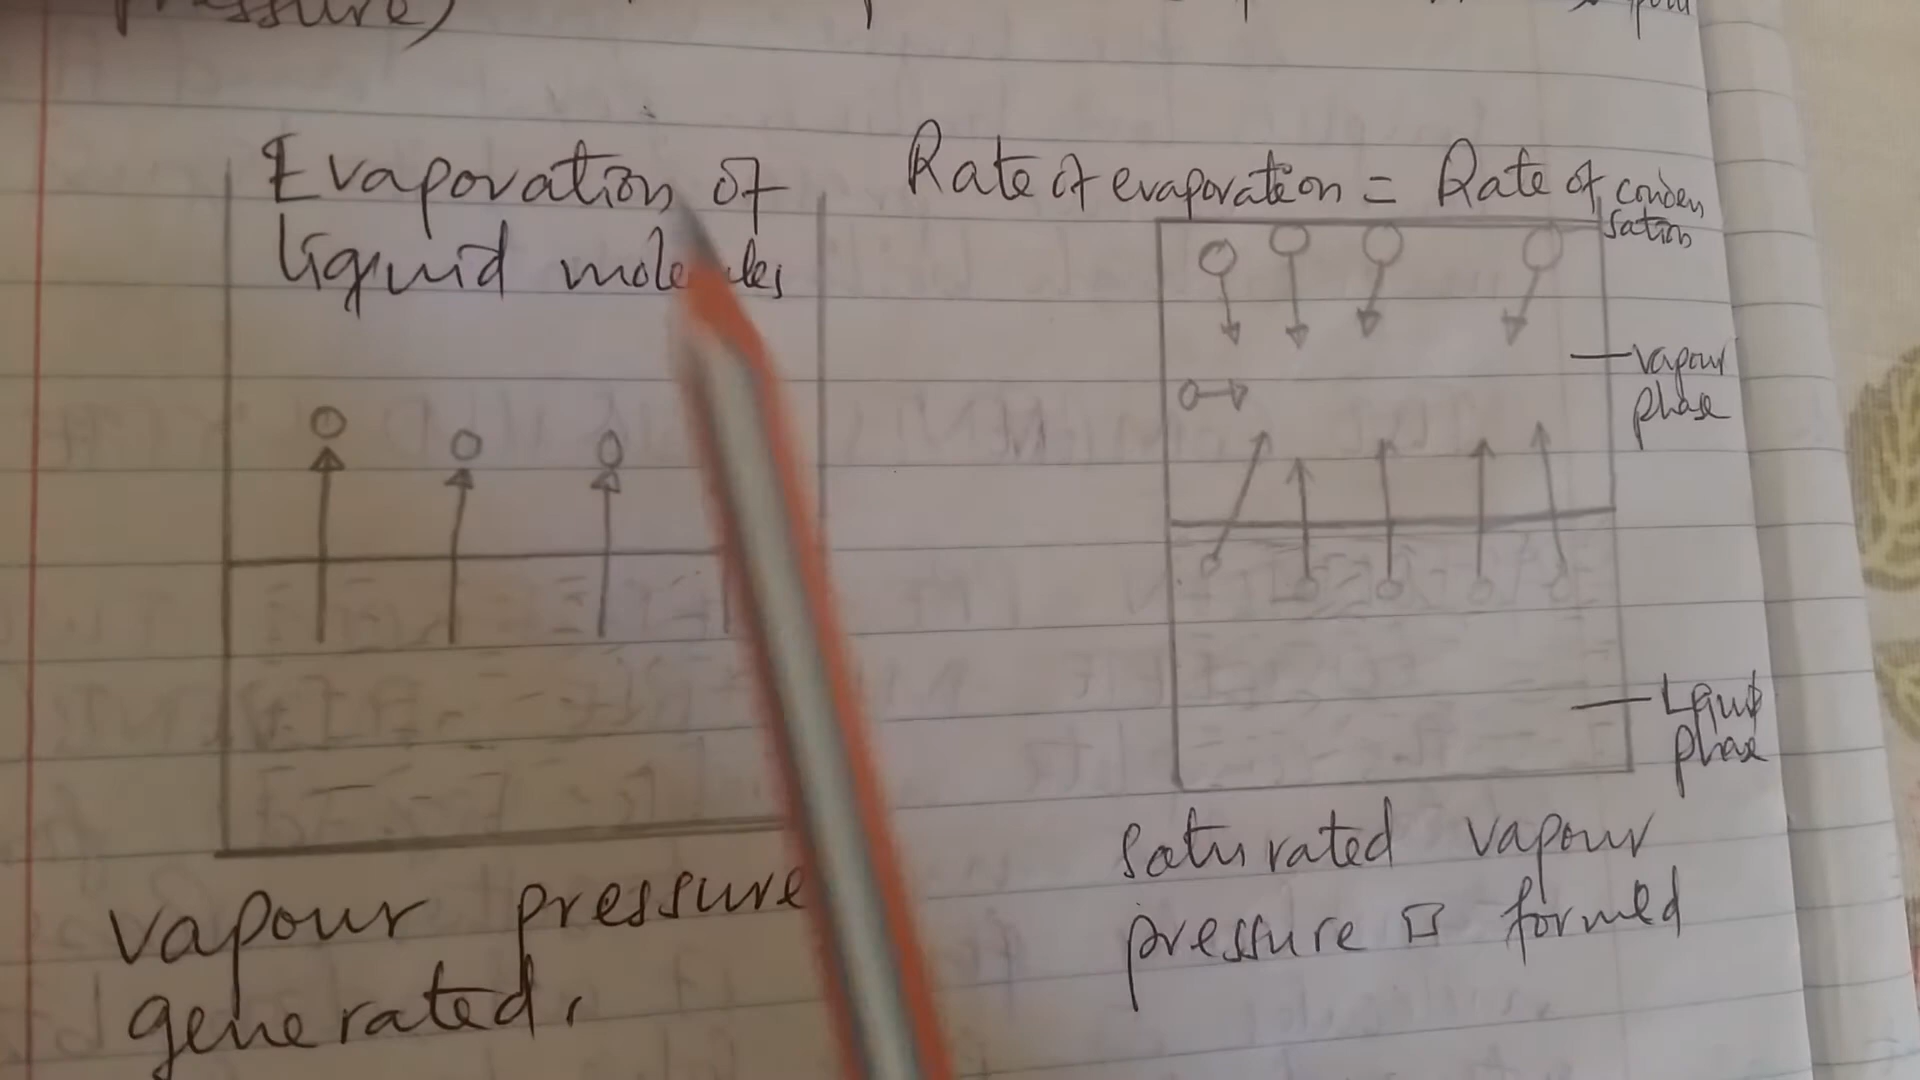 pressure)
Evaporation of
liquid molecules
vapour pressure
generated.
Rate of evaporation = Rate of conden
sation
vapour
phase
phase
saturated vapour
pressure is formed